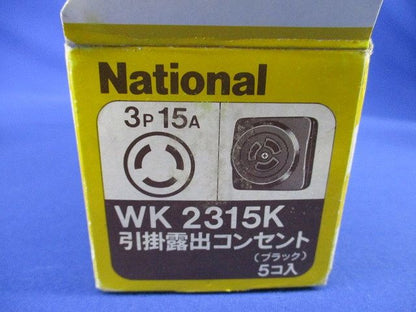 National
3P 15A
WK 2315K
引掛露出コンセント
(ブラック)
5コ入